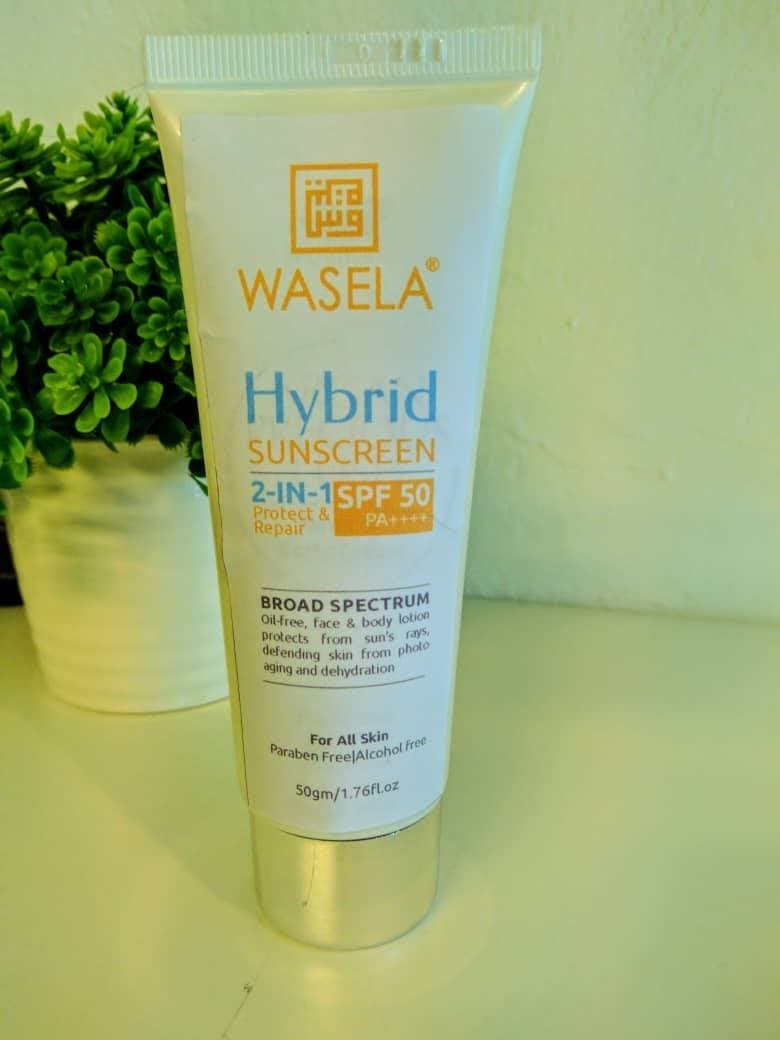 WASELA®
Hybrid
SUNSCREEN
2-IN-1 SPF 50
Protect & PA++++
Repair
BROAD SPECTRUM
Oil-free, face & body lotion
protects from sun's rays,
defending skin from photo
aging and dehydration
For All Skin
Paraben Free|Alcohol free
50gm/1.76fl.oz